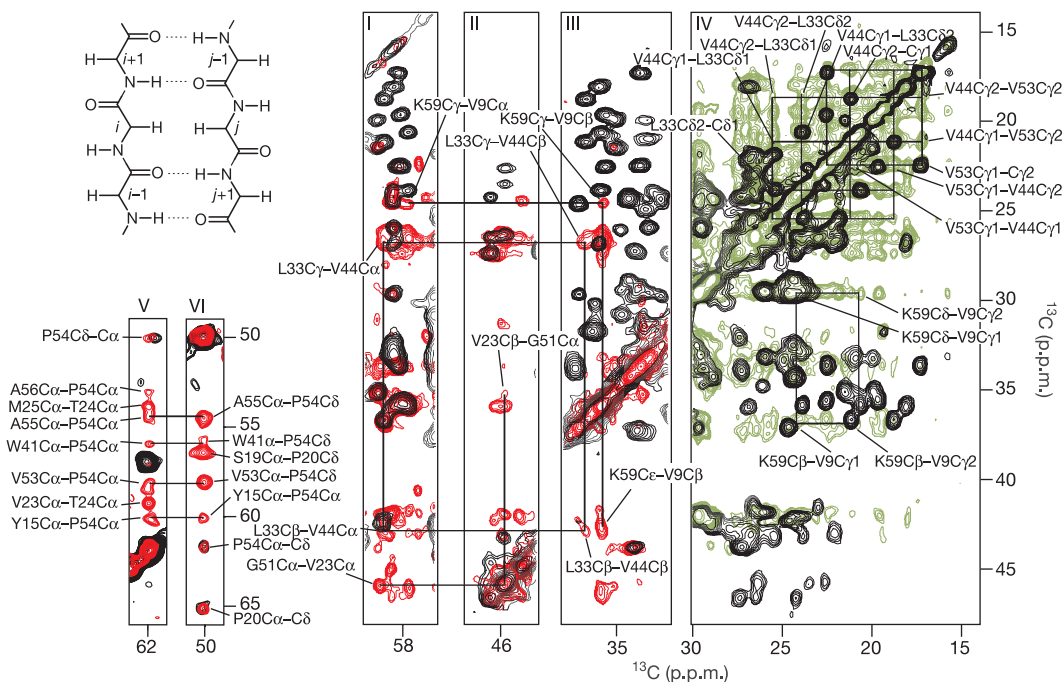 O H N
i+1 j-1
H N H O N
O N H H
i i
H N H O N
N H O
i-1 j+1
N H O
I
II
III
IV
V44Cγ2–L33Cδ2
V44Cγ2–L33Cδ1
V44Cγ1–L33Cδ1
V44Cγ1–L33Cδ2
V44Cγ2–Cγ1
V44Cγ2–V53Cγ2
V44Cγ1–V53Cγ2
V53Cγ1–Cγ2
V53Cγ1–V44Cγ2
V53Cγ1–V44Cγ1
L33Cδ2–Cδ1
K59Cγ–V9Cα
K59Cγ–V9Cβ
L33Cγ–V44Cβ
L33Cγ–V44Cα
V23Cβ–G51Cα
K59Cδ–V9Cγ2
K59Cδ–V9Cγ1
K59Cβ–V9Cγ1
K59Cβ–V9Cγ2
K59Cε–V9Cβ
L33Cβ–V44Cα
L33Cβ–V44Cβ
G51Cα–V23Cα
15
20
25
30
35
40
45
¹³C (p.p.m.)
V
VI
P54Cδ–Cα
A56Cα–P54Cα
M25Cα–T24Cα
A55Cα–P54Cα
W41Cα–P54Cα
V53Cα–P54Cα
V23Cα–T24Cα
Y15Cα–P54Cα
50
55
60
65
A55Cα–P54Cδ
W41α–P54Cδ
S19Cα–P20Cδ
V53Cα–P54Cδ
Y15Cα–P54Cα
P54Cα–Cδ
P20Cα–Cδ
62
50
58
46
35
30
25
20
15
¹³C (p.p.m.)